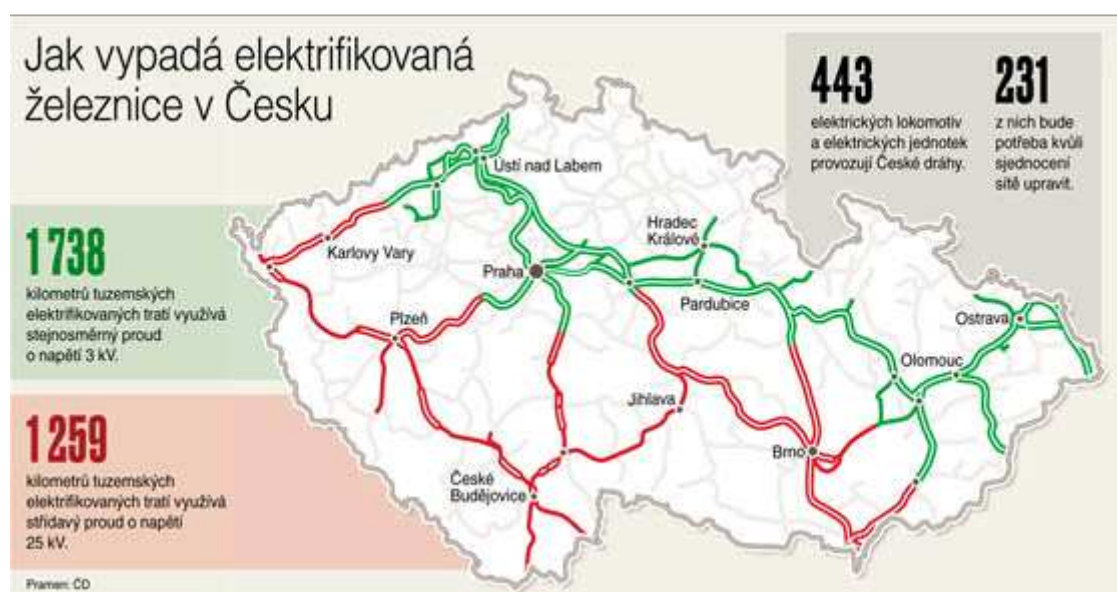 Jak vypadá elektrifikovaná
železnice v Česku
443
elektrických lokomotiv
a elektrických jednotek
provozují České dráhy.
231
z nich bude
potřeba kvůli
sjednocení
sítě upravit.
1 738
kilometrů tuzemských
elektrifikovaných tratí využívá
stejnosměrný proud
o napětí 3 kV.
1 259
kilometrů tuzemských
elektrifikovaných tratí využívá
střídavý proud o napětí
25 kV.
Pramen: ČD
Ústí nad Labem
Karlovy Vary
Praha
Hradec
Králové
Pardubice
Plzeň
Ostrava
Olomouc
Jihlava
Brno
České
Budějovice